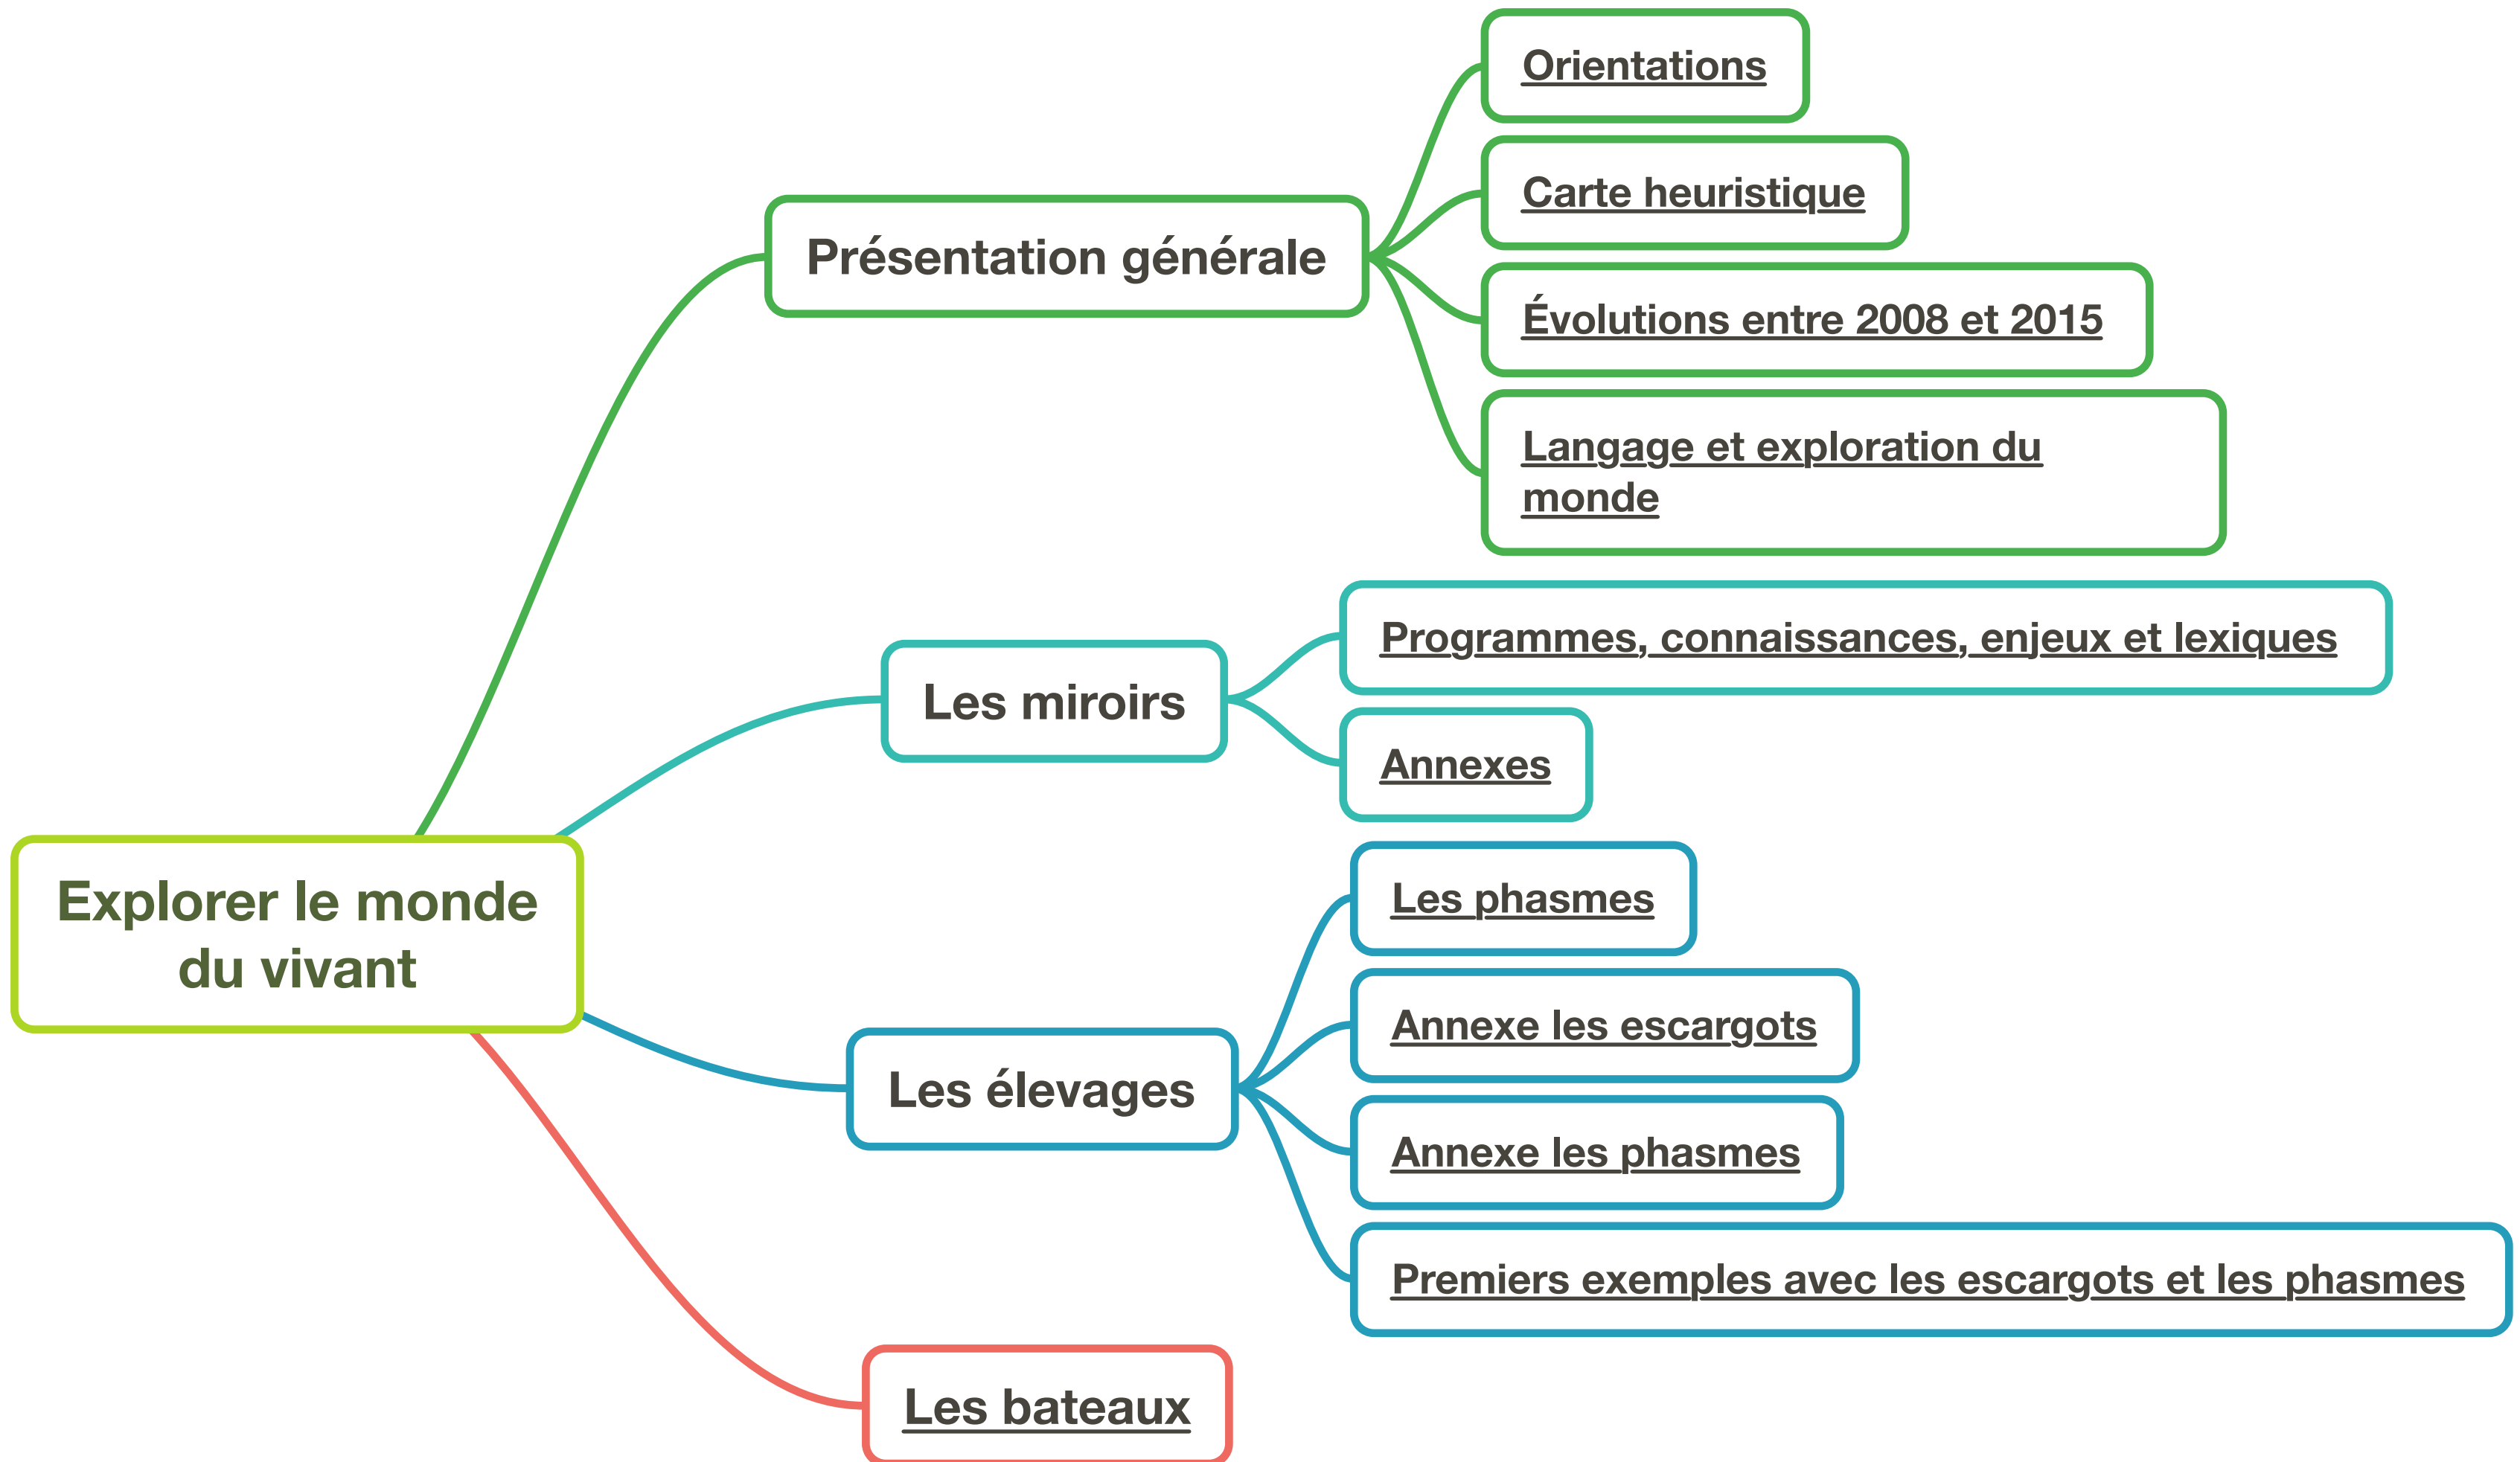 Orientations
Carte heuristique
Présentation générale
Évolutions entre 2008 et 2015
Langage et exploration du
monde
Programmes, connaissances, enjeux et lexiques
Les miroirs
Annexes
Explorer le monde
du vivant
Les phasmes
Annexe les escargots
Les élevages
Annexe les phasmes
Premiers exemples avec les escargots et les phasmes
Les bateaux